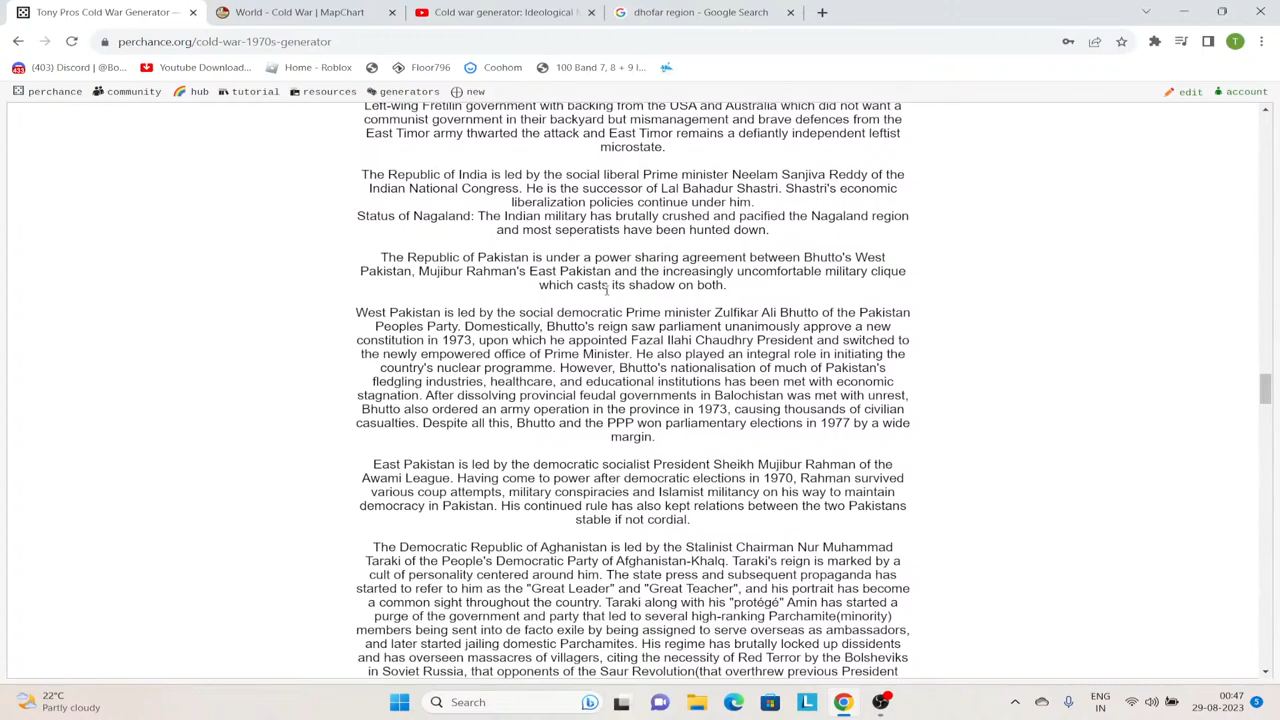 Tony Pros Cold War Generator —
World - Cold War | MapChart
Cold war generator: Ideological
dhofar region - Google Search
perchance.org/cold-war-1970s-generator
T
(403) Discord | @Bo...
Youtube Download...
Home - Roblox
Floor796
Coohom
100 Band 7, 8 + 9 I...
perchance
community
hub
tutorial
resources
generators
new
edit
account
Left-wing Fretilin government with backing from the USA and Australia which did not want a
communist government in their backyard but mismanagement and brave defences from the
East Timor army thwarted the attack and East Timor remains a defiantly independent leftist
microstate.
The Republic of India is led by the social liberal Prime minister Neelam Sanjiva Reddy of the
Indian National Congress. He is the successor of Lal Bahadur Shastri. Shastri's economic
liberalization policies continue under him.
Status of Nagaland: The Indian military has brutally crushed and pacified the Nagaland region
and most seperatists have been hunted down.
The Republic of Pakistan is under a power sharing agreement between Bhutto's West
Pakistan, Mujibur Rahman's East Pakistan and the increasingly uncomfortable military clique
which casts its shadow on both.
West Pakistan is led by the social democratic Prime minister Zulfikar Ali Bhutto of the Pakistan
Peoples Party. Domestically, Bhutto's reign saw parliament unanimously approve a new
constitution in 1973, upon which he appointed Fazal Ilahi Chaudhry President and switched to
the newly empowered office of Prime Minister. He also played an integral role in initiating the
country's nuclear programme. However, Bhutto's nationalisation of much of Pakistan's
fledgling industries, healthcare, and educational institutions has been met with economic
stagnation. After dissolving provincial feudal governments in Balochistan was met with unrest,
Bhutto also ordered an army operation in the province in 1973, causing thousands of civilian
casualties. Despite all this, Bhutto and the PPP won parliamentary elections in 1977 by a wide
margin.
East Pakistan is led by the democratic socialist President Sheikh Mujibur Rahman of the
Awami League. Having come to power after democratic elections in 1970, Rahman survived
various coup attempts, military conspiracies and Islamist militancy on his way to maintain
democracy in Pakistan. His continued rule has also kept relations between the two Pakistans
stable if not cordial.
The Democratic Republic of Aghanistan is led by the Stalinist Chairman Nur Muhammad
Taraki of the People's Democratic Party of Afghanistan-Khalq. Taraki's reign is marked by a
cult of personality centered around him. The state press and subsequent propaganda has
started to refer to him as the "Great Leader" and "Great Teacher", and his portrait has become
a common sight throughout the country. Taraki along with his "protégé" Amin has started a
purge of the government and party that led to several high-ranking Parchamite(minority)
members being sent into de facto exile by being assigned to serve overseas as ambassadors,
and later started jailing domestic Parchamites. His regime has brutally locked up dissidents
and has overseen massacres of villagers, citing the necessity of Red Terror by the Bolsheviks
in Soviet Russia, that opponents of the Saur Revolution(that overthrew previous President
22°C
Partly cloudy
Search
L
ENG
IN
00:47
29-08-2023
5